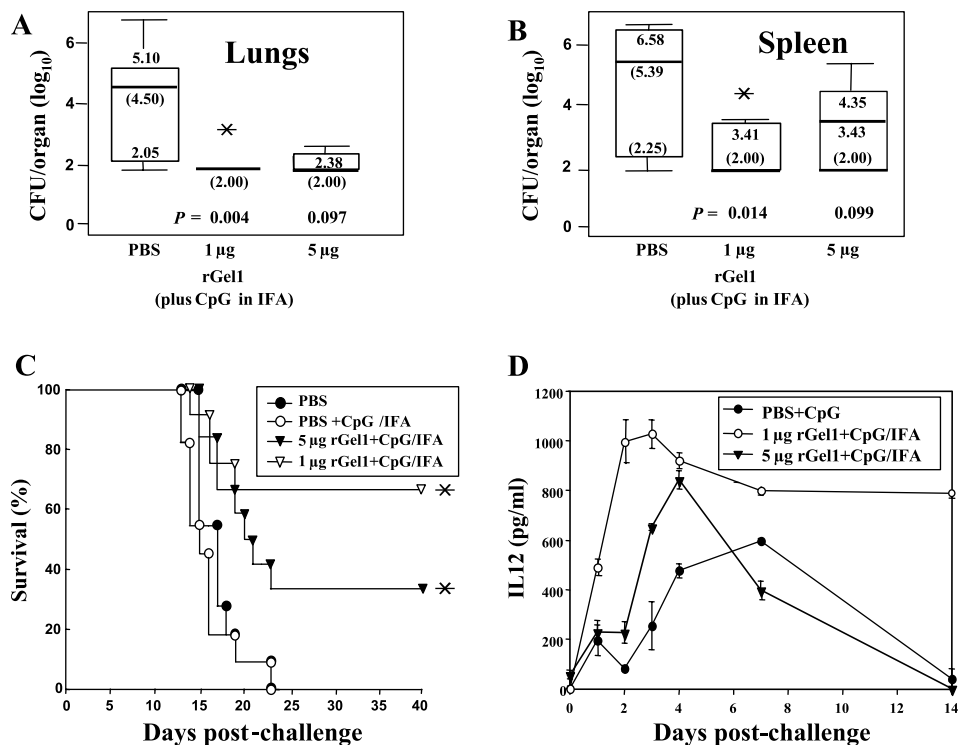 A
Lungs
CFU/organ (log10)
6
4
2
0
5.10
(4.50)
2.05
(2.00)
2.38
(2.00)
P = 0.004 0.097
PBS 1 µg 5 µg
rGel1
(plus CpG in IFA)
B
Spleen
CFU/organ (log10)
6
4
2
0
6.58
(5.39)
(2.25)
3.41
(2.00)
4.35
3.43
(2.00)
P = 0.014 0.099
PBS 1 µg 5 µg
rGel1
(plus CpG in IFA)
C
Survival (%)
100
80
60
40
20
0
0 5 10 15 20 25 30 35 40
Days post-challenge
PBS
PBS +CpG /IFA
5 µg rGel1+CpG/IFA
1 µg rGel1+CpG/IFA
D
IL12 (pg/ml)
1200
1000
800
600
400
200
0
0 2 4 6 8 10 12 14
Days post-challenge
PBS+CpG
1 µg rGel1+CpG/IFA
5 µg rGel1+CpG/IFA